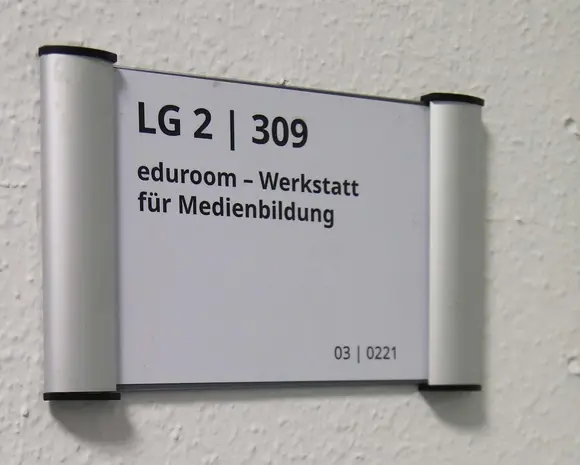 LG 2 | 309
eduroom – Werkstatt
für Medienbildung
03 | 0221